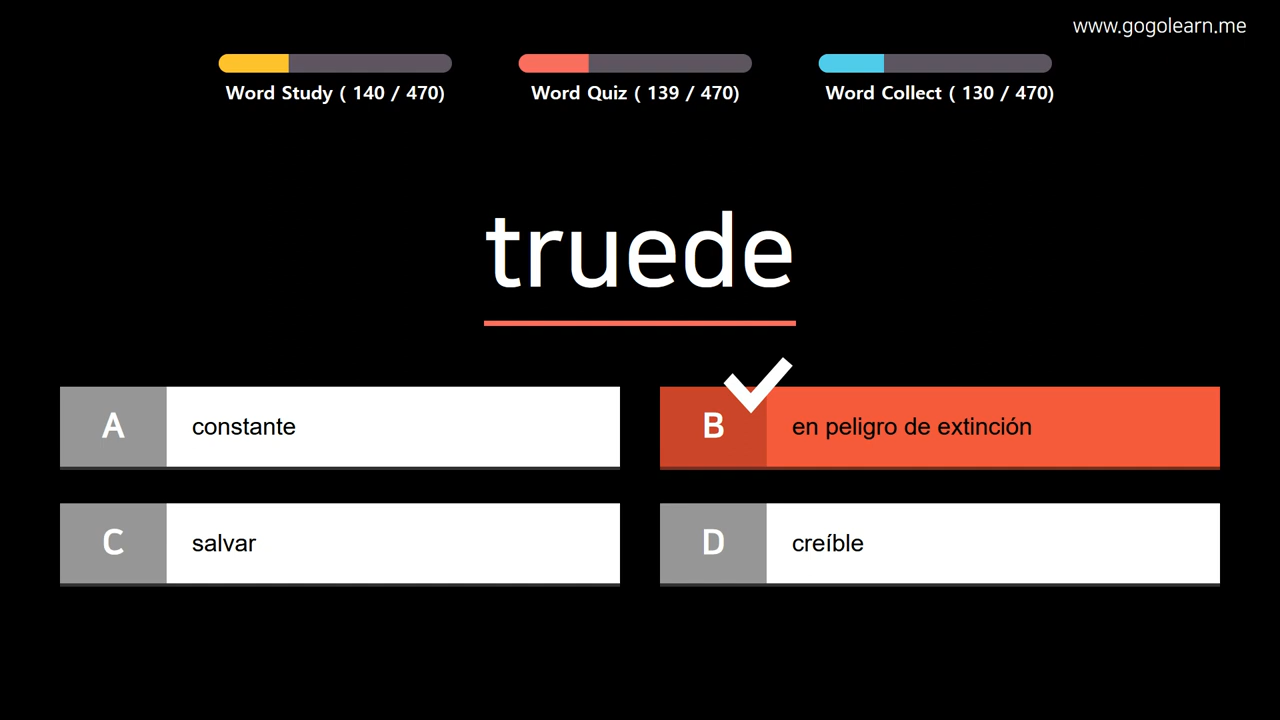 www.gogolearn.me
Word Study ( 140 / 470)
Word Quiz ( 139 / 470)
Word Collect ( 130 / 470)
truede
A constante
B en peligro de extinción
C salvar
D creíble